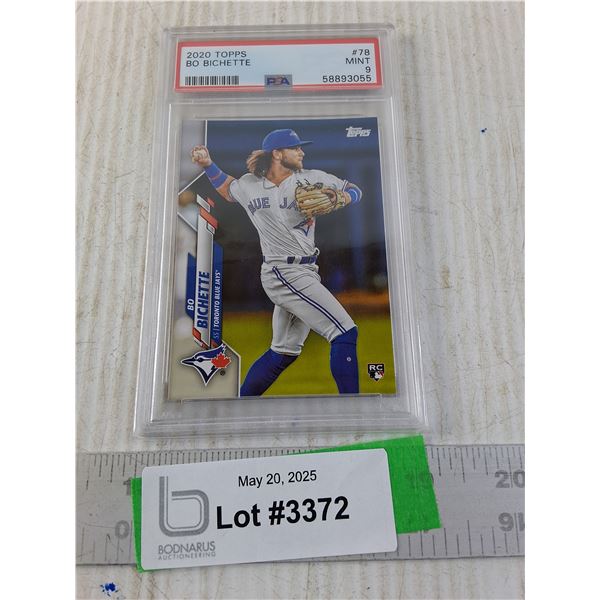 2020 TOPPS #78
BO BICHETTE MINT
9
PSA 58893055
Topps
BLUE JA
BO
BICHETTE
SS | TORONTO BLUE JAYS
RC
May 20, 2025
Lot #3372
b
BODNARUS
AUCTIONEERING